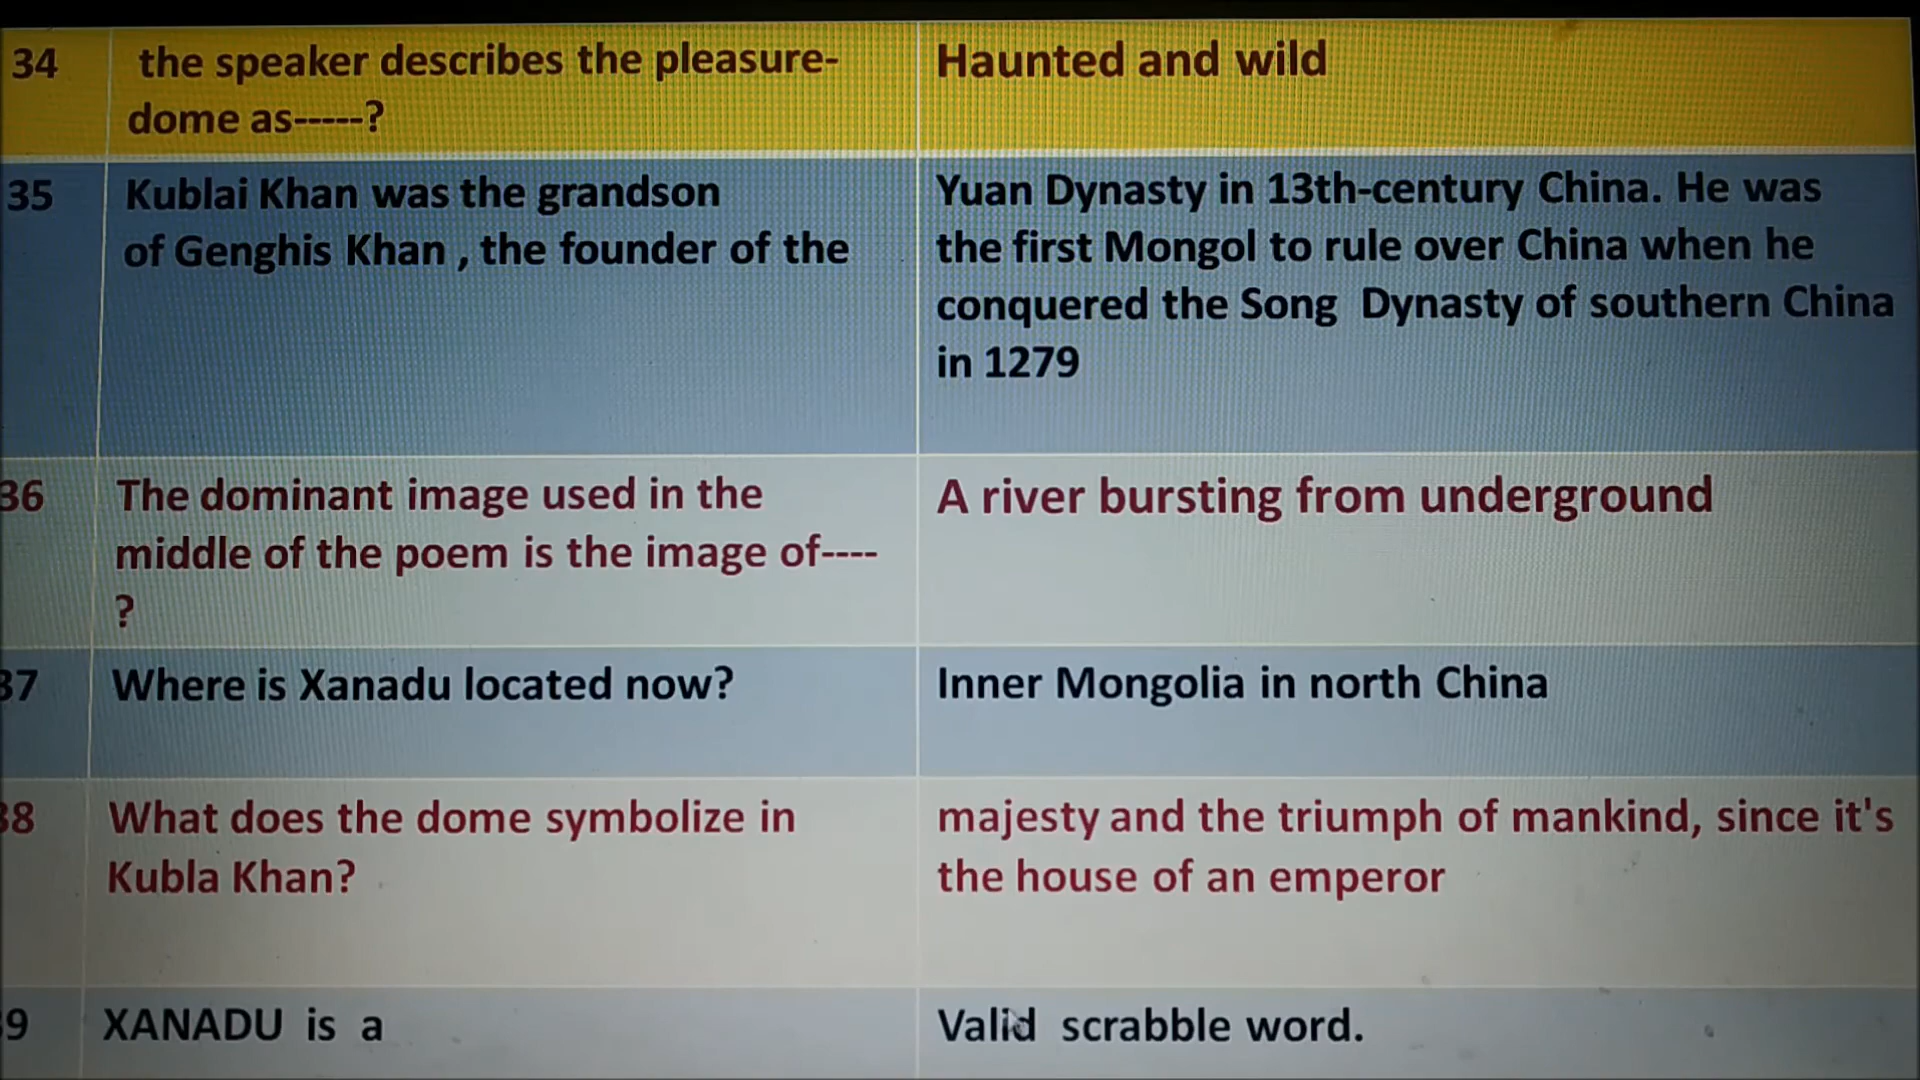 34
the speaker describes the pleasure-
dome as-----?
Haunted and wild
35
Kublai Khan was the grandson
of Genghis Khan , the founder of the
Yuan Dynasty in 13th-century China. He was
the first Mongol to rule over China when he
conquered the Song Dynasty of southern China
in 1279
36
The dominant image used in the
middle of the poem is the image of----
?
A river bursting from underground
37
Where is Xanadu located now?
Inner Mongolia in north China
38
What does the dome symbolize in
Kubla Khan?
majesty and the triumph of mankind, since it's
the house of an emperor
9
XANADU is a
Valid scrabble word.